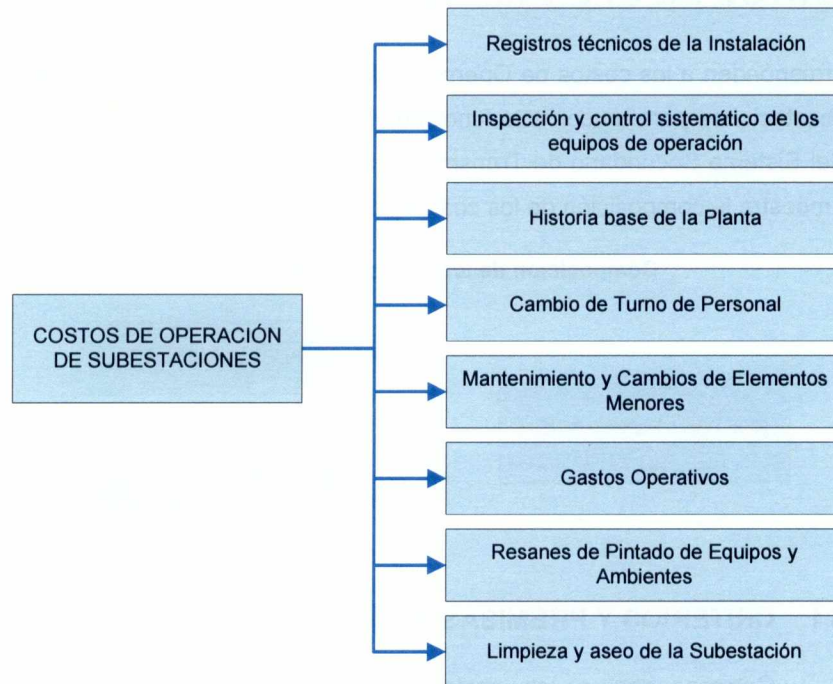 Registros técnicos de la Instalación
Inspección y control sistemático de los
equipos de operación
Historia base de la Planta
Cambio de Turno de Personal
COSTOS DE OPERACIÓN
DE SUBESTACIONES
Mantenimiento y Cambios de Elementos
Menores
Gastos Operativos
Resanes de Pintado de Equipos y
Ambientes
Limpieza y aseo de la Subestación